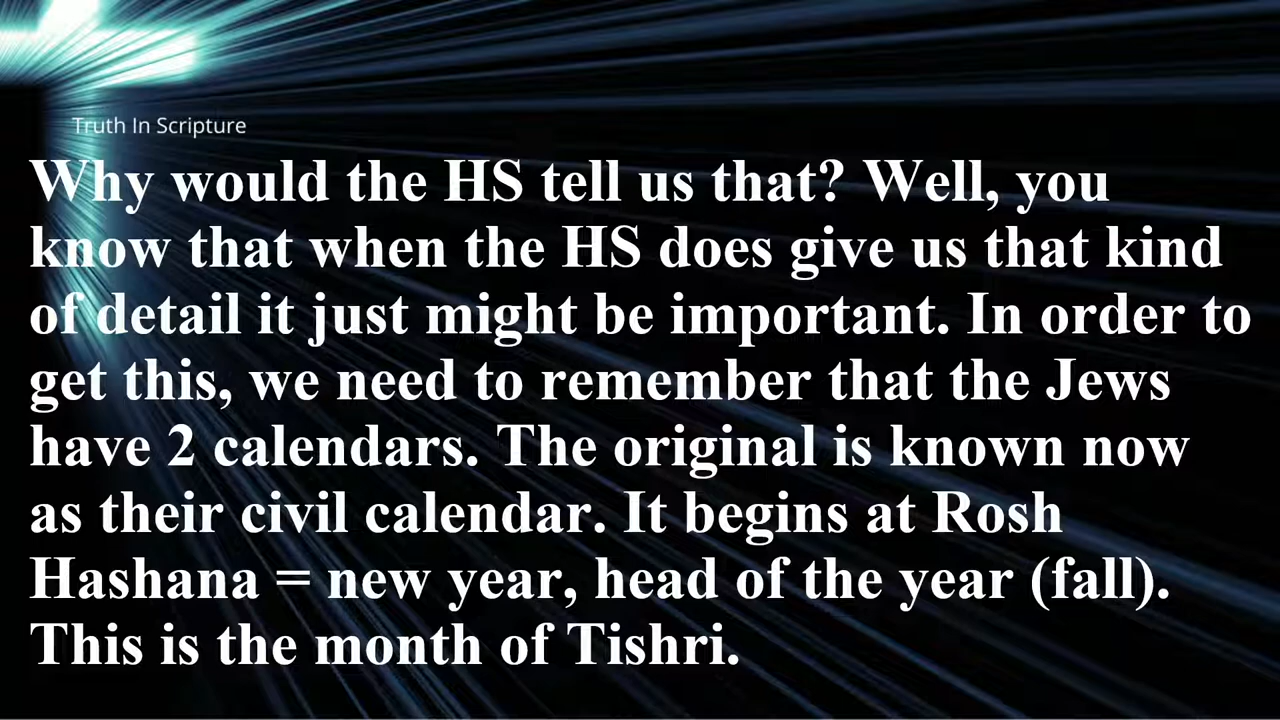 Truth In Scripture
Why would the HS tell us that? Well, you
know that when the HS does give us that kind
of detail it just might be important. In order to
get this, we need to remember that the Jews
have 2 calendars. The original is known now
as their civil calendar. It begins at Rosh
Hashana = new year, head of the year (fall).
This is the month of Tishri.